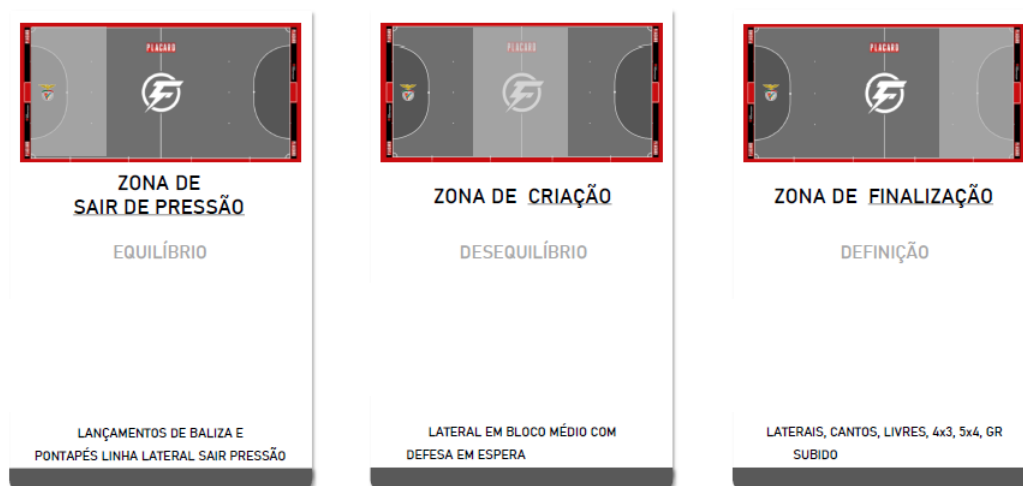 PLACARD
ZONA DE
SAIR DE PRESSÃO
EQUILÍBRIO
LANÇAMENTOS DE BALIZA E
PONTAPÉS LINHA LATERAL SAIR PRESSÃO
PLACARD
ZONA DE CRIAÇÃO
DESEQUILÍBRIO
LATERAL EM BLOCO MÉDIO COM
DEFESA EM ESPERA
PLACARD
ZONA DE FINALIZAÇÃO
DEFINIÇÃO
LATERAIS, CANTOS, LIVRES, 4x3, 5x4, GR
SUBIDO